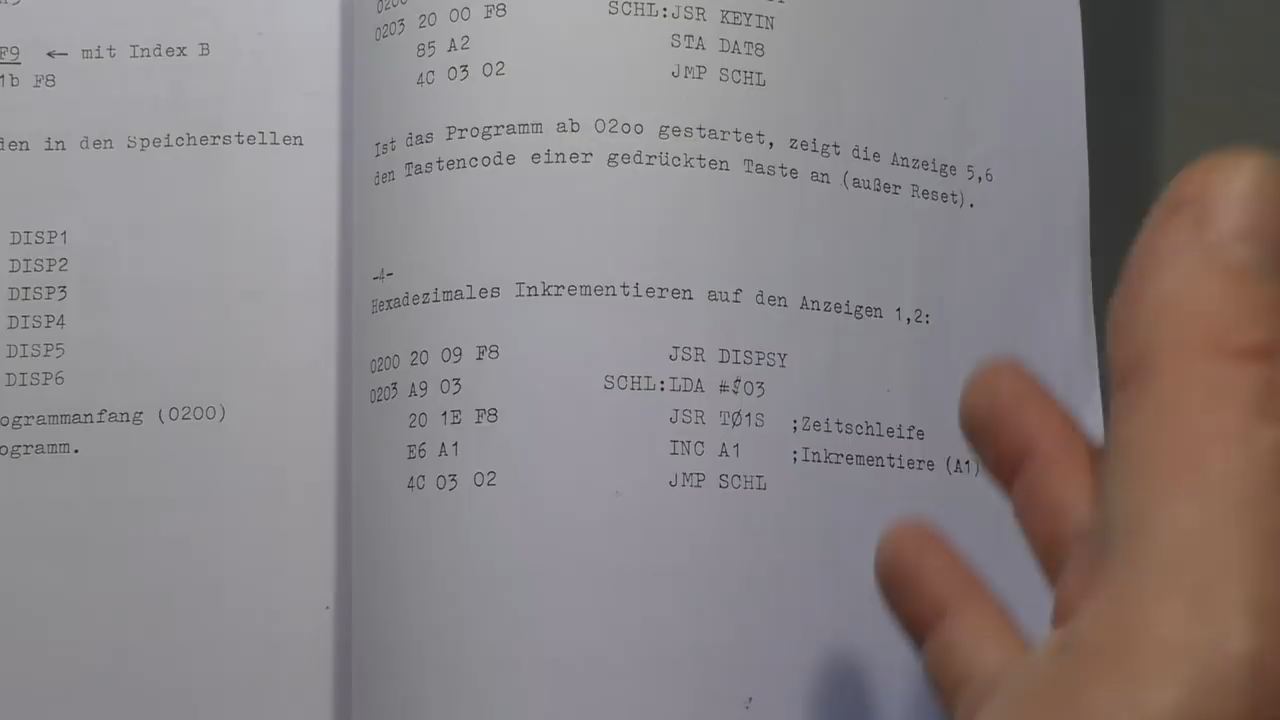 F9 ← mit Index B
1b F8
den in den Speicherstellen
DISP1
DISP2
DISP3
DISP4
DISP5
DISP6
ogrammanfang (0200)
ogramm.
0203 20 00 F8 SCHL:JSR KEYIN
85 A2 STA DAT8
4C 03 02 JMP SCHL
Ist das Programm ab 02oo gestartet, zeigt die Anzeige 5,6
den Tastencode einer gedrückten Taste an (außer Reset).
-4-
Hexadezimales Inkrementieren auf den Anzeigen 1,2:
0200 20 09 F8 JSR DISPSY
0203 A9 03 SCHL:LDA #$03
20 1E F8 JSR TØ1S ;Zeitschleife
E6 A1 INC A1 ;Inkrementiere (A1)
4C 03 02 JMP SCHL